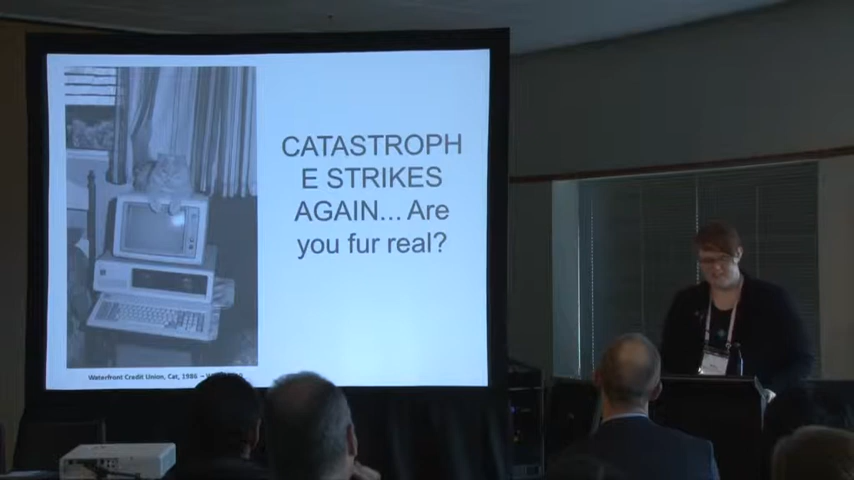 CATASTROPH
E STRIKES
AGAIN... Are
you fur real?
Waterfront Credit Union, Cat, 1986